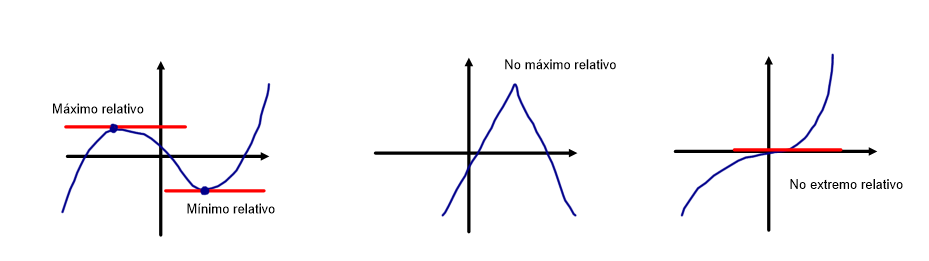 Máximo relativo
Mínimo relativo
No máximo relativo
No extremo relativo